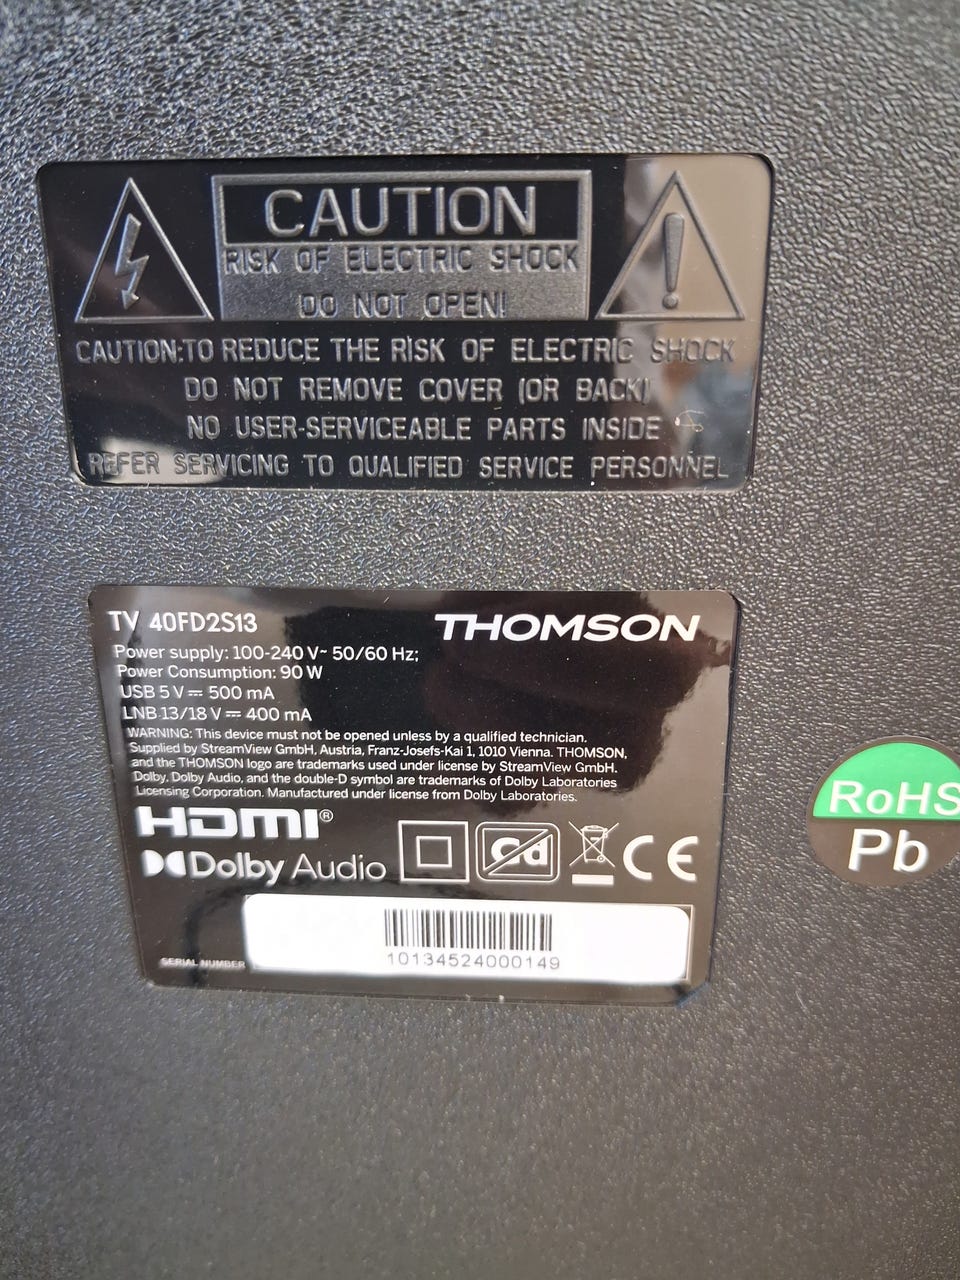 CAUTION
RISK OF ELECTRIC SHOCK
DO NOT OPEN!
CAUTION:TO REDUCE THE RISK OF ELECTRIC SHOCK
DO NOT REMOVE COVER (OR BACK)
NO USER-SERVICEABLE PARTS INSIDE
REFER SERVICING TO QUALIFIED SERVICE PERSONNEL
TV 40FD2S13
THOMSON
Power supply: 100-240 V~ 50/60 Hz;
Power Consumption: 90 W
USB 5 V⎓ 500 mA
LNB 13/18 V⎓ 400 mA
WARNING: This device must not be opened unless by a qualified technician.
Supplied by StreamView GmbH, Austria, Franz-Josefs-Kai 1, 1010 Vienna. THOMSON,
and the THOMSON logo are trademarks used under license by StreamView GmbH.
Dolby, Dolby Audio, and the double-D symbol are trademarks of Dolby Laboratories
Licensing Corporation. Manufactured under license from Dolby Laboratories.
HDMI®
Dolby Audio
Cd
CE
SERIAL NUMBER
10134524000149
RoHS
Pb